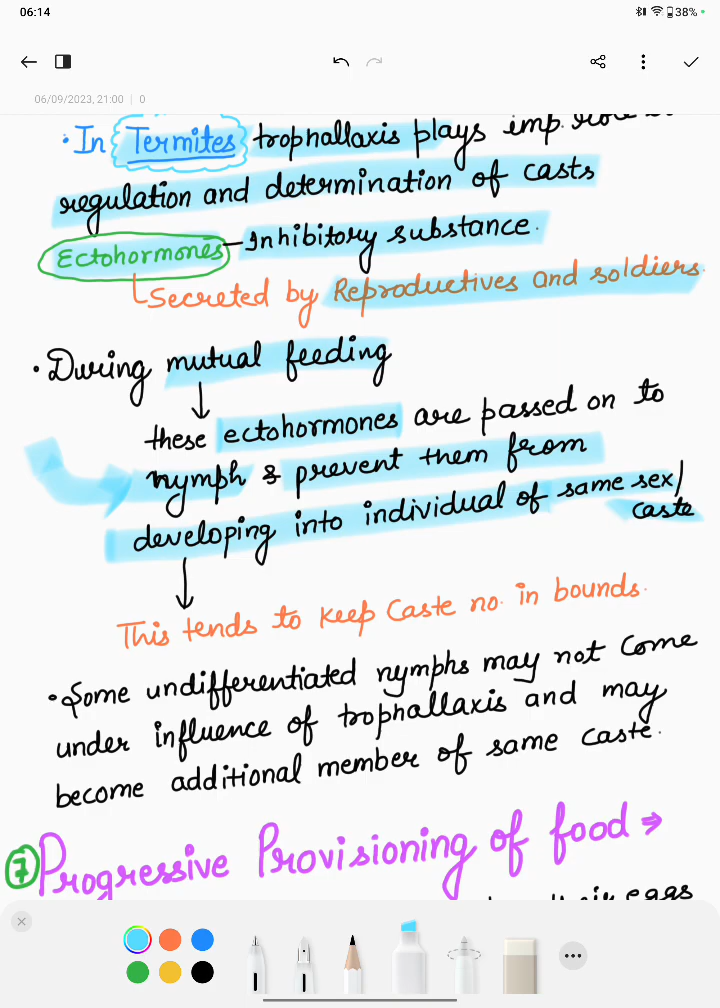 06:14
38%
06/09/2023, 21:00 | 0
· In Termites trophallaxis plays imp.
regulation and determination of casts
Ectohormones - Inhibitory substance.
Secreted by Reproductives and soldiers.
· During mutual feeding
these ectohormones are passed on to
nymph & prevent them from
developing into individual of same sex/
caste
This tends to keep Caste no. in bounds.
· Some undifferentiated nymphs may not come
under influence of trophallaxis and may
become additional member of same caste.
7 Progressive Provisioning of food ⇒
their eggs